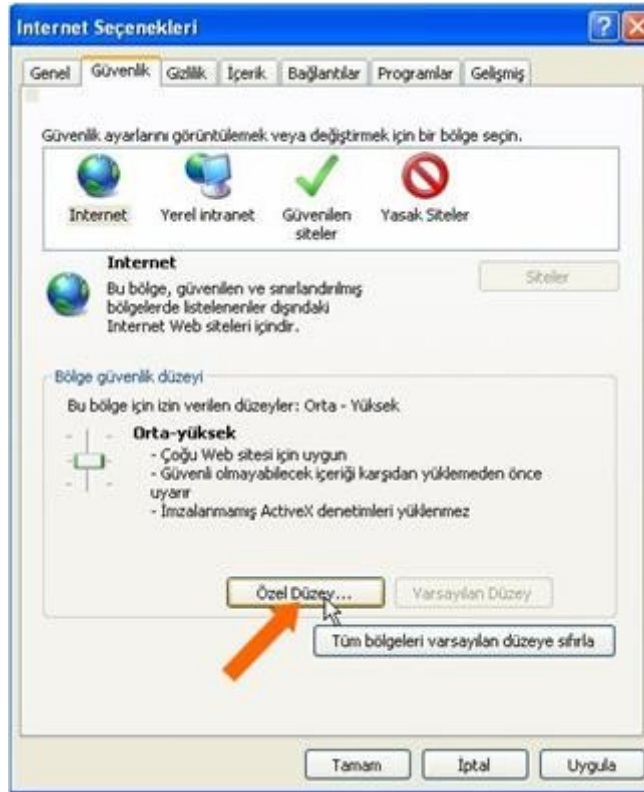 Internet Seçenekleri
Genel Güvenlik Gizlilik İçerik Bağlantılar Programlar Gelişmiş
Güvenlik ayarlarını görüntülemek veya değiştirmek için bir bölge seçin.
Internet Yerel intranet Güvenilen siteler Yasak Siteler
Internet
Siteler
Bu bölge, güvenilen ve sınırlandırılmış
bölgelerde listelenenler dışındaki
Internet Web siteleri içindir.
Bölge güvenlik düzeyi
Bu bölge için izin verilen düzeyler: Orta - Yüksek
Orta-yüksek
- Çoğu Web sitesi için uygun
- Güvenli olmayabilecek içeriği karşıdan yüklemeden önce
uyarır
- İmzalanmamış ActiveX denetimleri yüklenmez
Özel Düzey... Varsayılan Düzey
Tüm bölgeleri varsayılan düzeye sıfırla
Tamam İptal Uygula